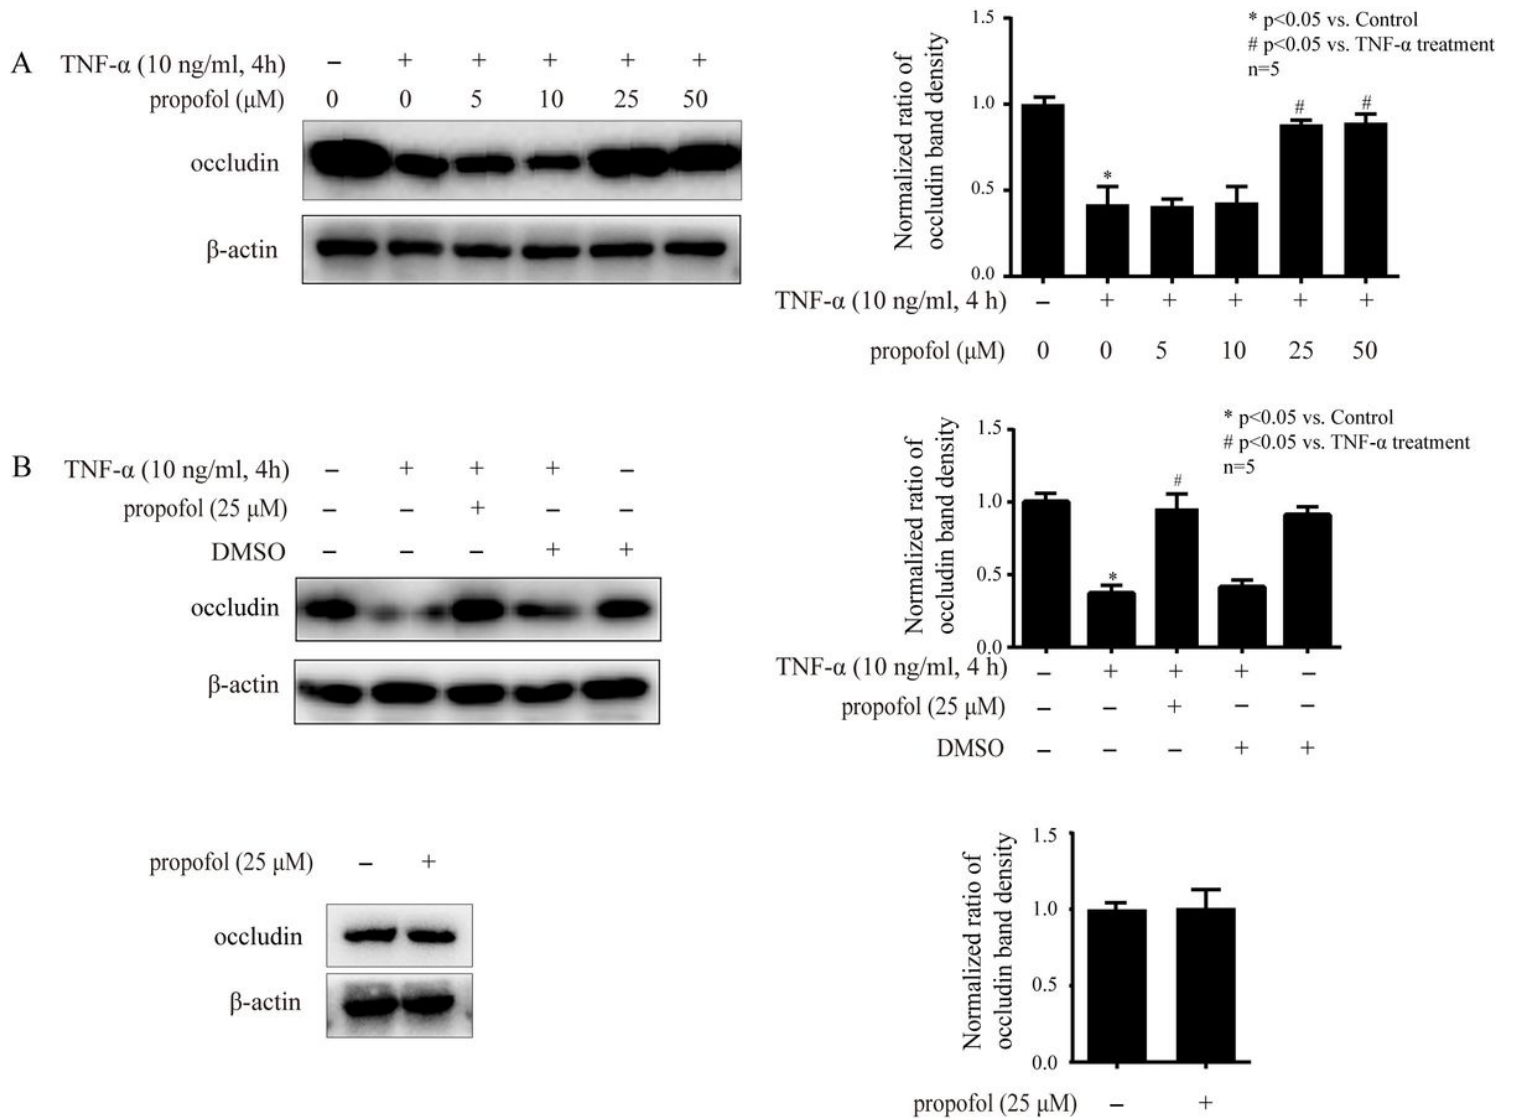 A
TNF-α (10 ng/ml, 4h) – + + + + +
propofol (μM) 0 0 5 10 25 50
occludin
β-actin
Normalized ratio of
occludin band density
1.5
1.0
0.5
0.0
* p<0.05 vs. Control
# p<0.05 vs. TNF-α treatment
n=5
*
#
#
TNF-α (10 ng/ml, 4 h) – + + + + +
propofol (μM) 0 0 5 10 25 50
B
TNF-α (10 ng/ml, 4h) – + + + –
propofol (25 μM) – – + – –
DMSO – – – + +
occludin
β-actin
Normalized ratio of
occludin band density
1.5
1.0
0.5
0.0
* p<0.05 vs. Control
# p<0.05 vs. TNF-α treatment
n=5
*
#
TNF-α (10 ng/ml, 4 h) – + + + –
propofol (25 μM) – – + – –
DMSO – – – + +
propofol (25 μM) – +
occludin
β-actin
Normalized ratio of
occludin band density
1.5
1.0
0.5
0.0
propofol (25 μM) – +